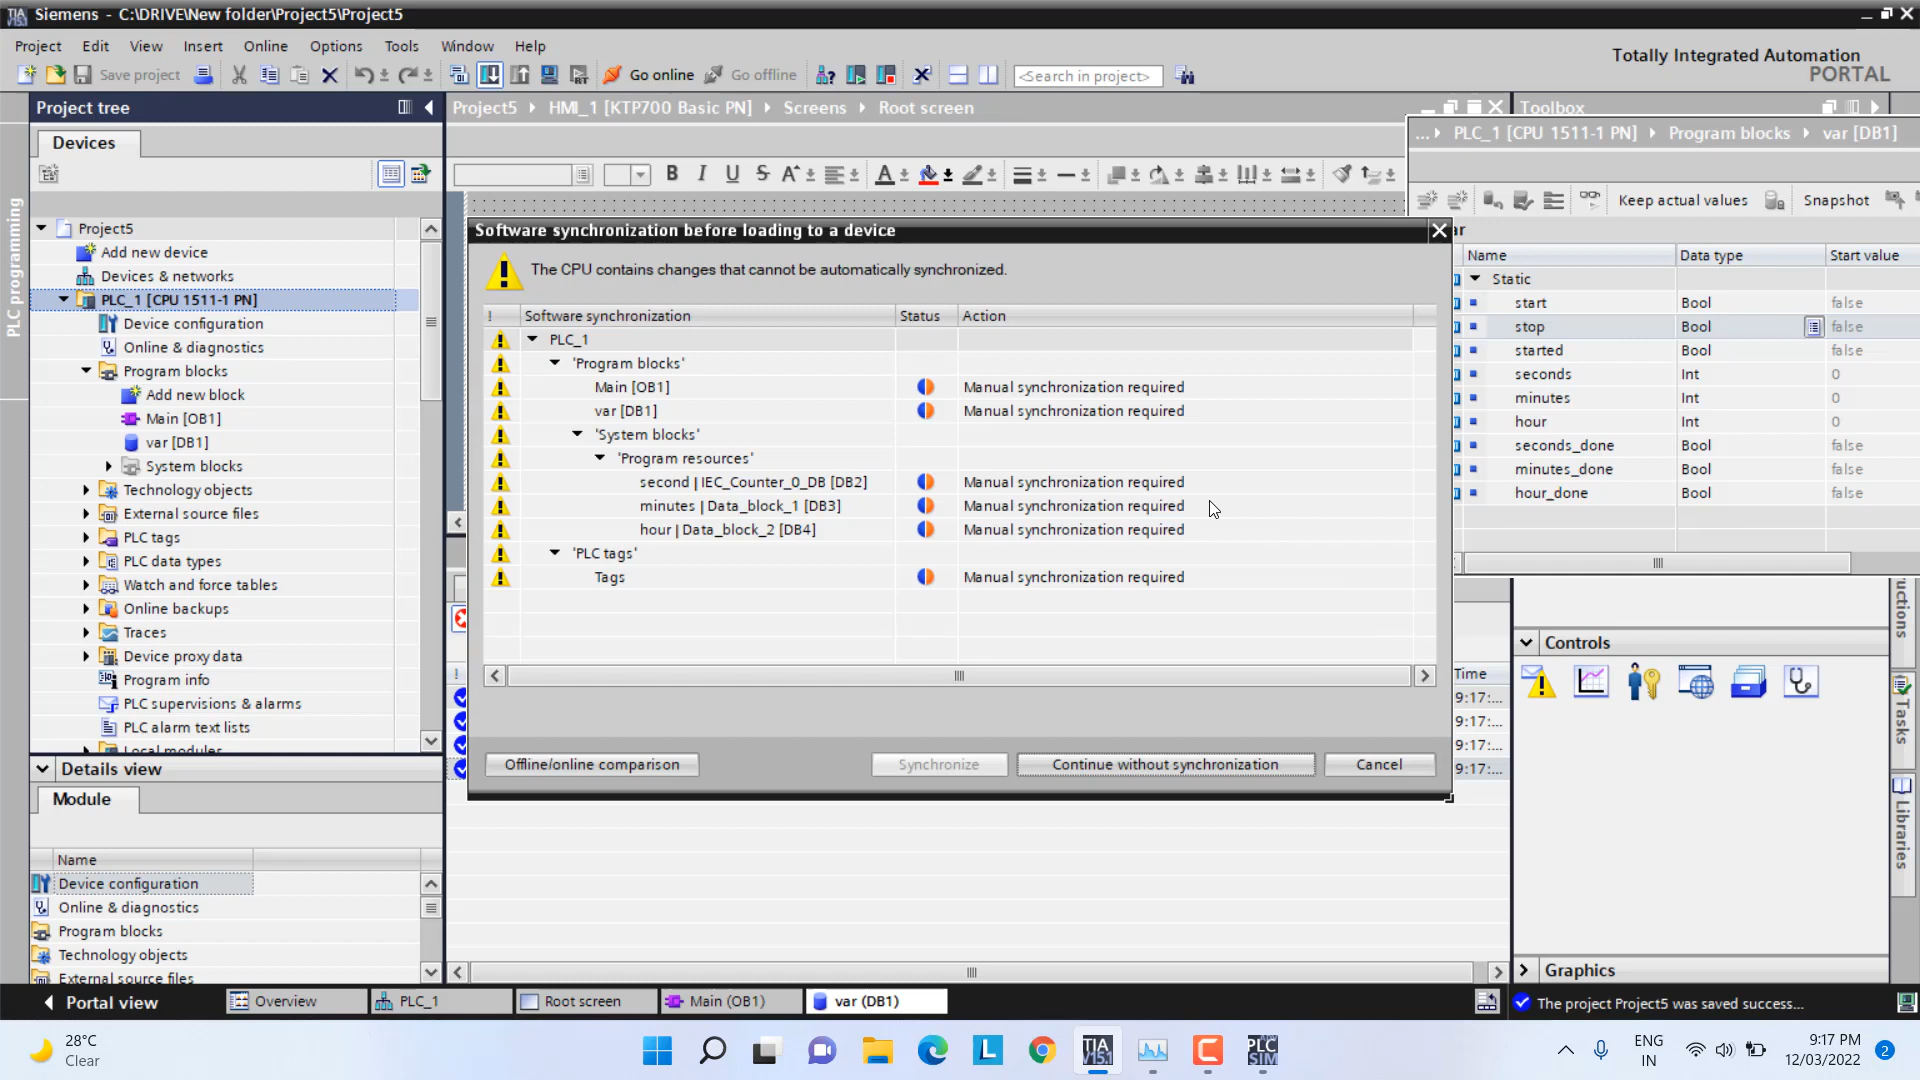 Siemens - C:\DRIVE\New folder\Project5\Project5
Project Edit View Insert Online Options Tools Window Help
Totally Integrated Automation
PORTAL
Save project
Go online
Go offline
<Search in project>
Project tree
Devices
PLC programming
Project5
Add new device
Devices & networks
PLC_1 [CPU 1511-1 PN]
Device configuration
Online & diagnostics
Program blocks
Add new block
Main [OB1]
var [DB1]
System blocks
Technology objects
External source files
PLC tags
PLC data types
Watch and force tables
Online backups
Traces
Device proxy data
Program info
PLC supervisions & alarms
PLC alarm text lists
Local modules
Details view
Module
Name
Device configuration
Online & diagnostics
Program blocks
Technology objects
External source files
Project5 HMI_1 [KTP700 Basic PN] Screens Root screen
B I U S A A
Software synchronization before loading to a device
The CPU contains changes that cannot be automatically synchronized.
! Software synchronization Status Action
PLC_1
'Program blocks'
Main [OB1] Manual synchronization required
var [DB1] Manual synchronization required
'System blocks'
'Program resources'
second | IEC_Counter_0_DB [DB2] Manual synchronization required
minutes | Data_block_1 [DB3] Manual synchronization required
hour | Data_block_2 [DB4] Manual synchronization required
'PLC tags'
Tags Manual synchronization required
Offline/online comparison
Synchronize
Continue without synchronization
Cancel
Toolbox
... PLC_1 [CPU 1511-1 PN] Program blocks var [DB1]
Keep actual values
Snapshot
Name Data type Start value
Static
start Bool false
stop Bool false
started Bool false
seconds Int 0
minutes Int 0
hour Int 0
seconds_done Bool false
minutes_done Bool false
hour_done Bool false
! Time
9:17:...
9:17:...
9:17:...
9:17:...
Controls
Graphics
Tasks
Libraries
Portal view
Overview
PLC_1
Root screen
Main (OB1)
var (DB1)
The project Project5 was saved success...
28°C
Clear
L
TIA
V15.1
PLC
SIM
ENG
IN
9:17 PM
12/03/2022
2